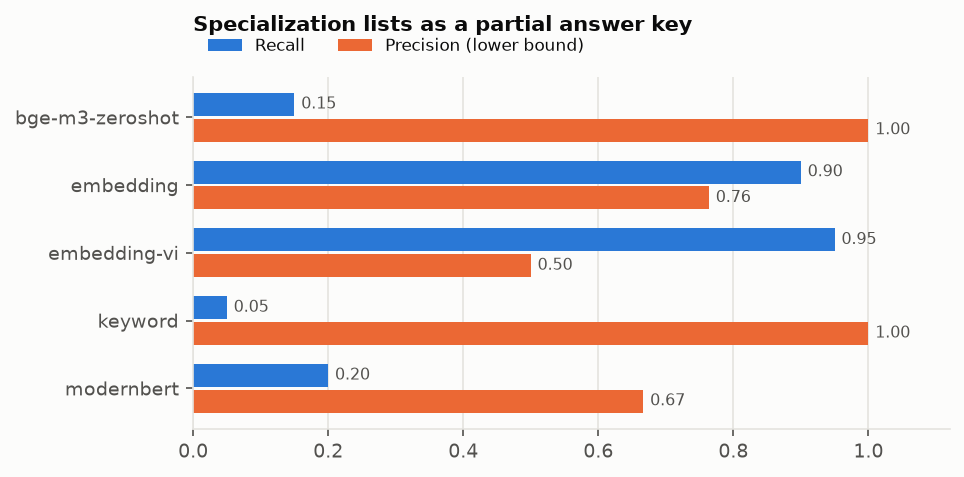 Specialization lists as a partial answer key
Recall Precision (lower bound)
bge-m3-zeroshot 0.15
1.00
embedding 0.90
0.76
embedding-vi 0.95
0.50
keyword 0.05
1.00
modernbert 0.20
0.67
0.0 0.2 0.4 0.6 0.8 1.0